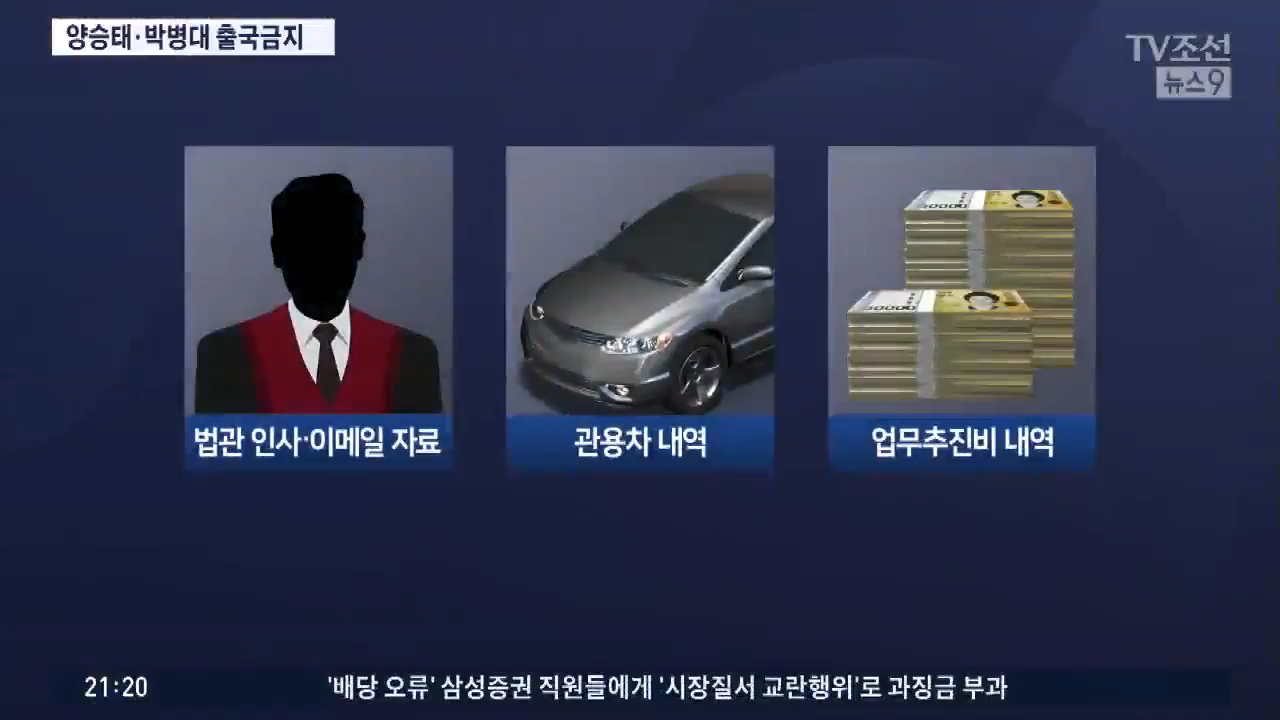 양승태·박병대 출국금지
TV조선
뉴스9
50000
50000
법관 인사·이메일 자료
관용차 내역
업무추진비 내역
21:20
'배당 오류' 삼성증권 직원들에게 '시장질서 교란행위'로 과징금 부과